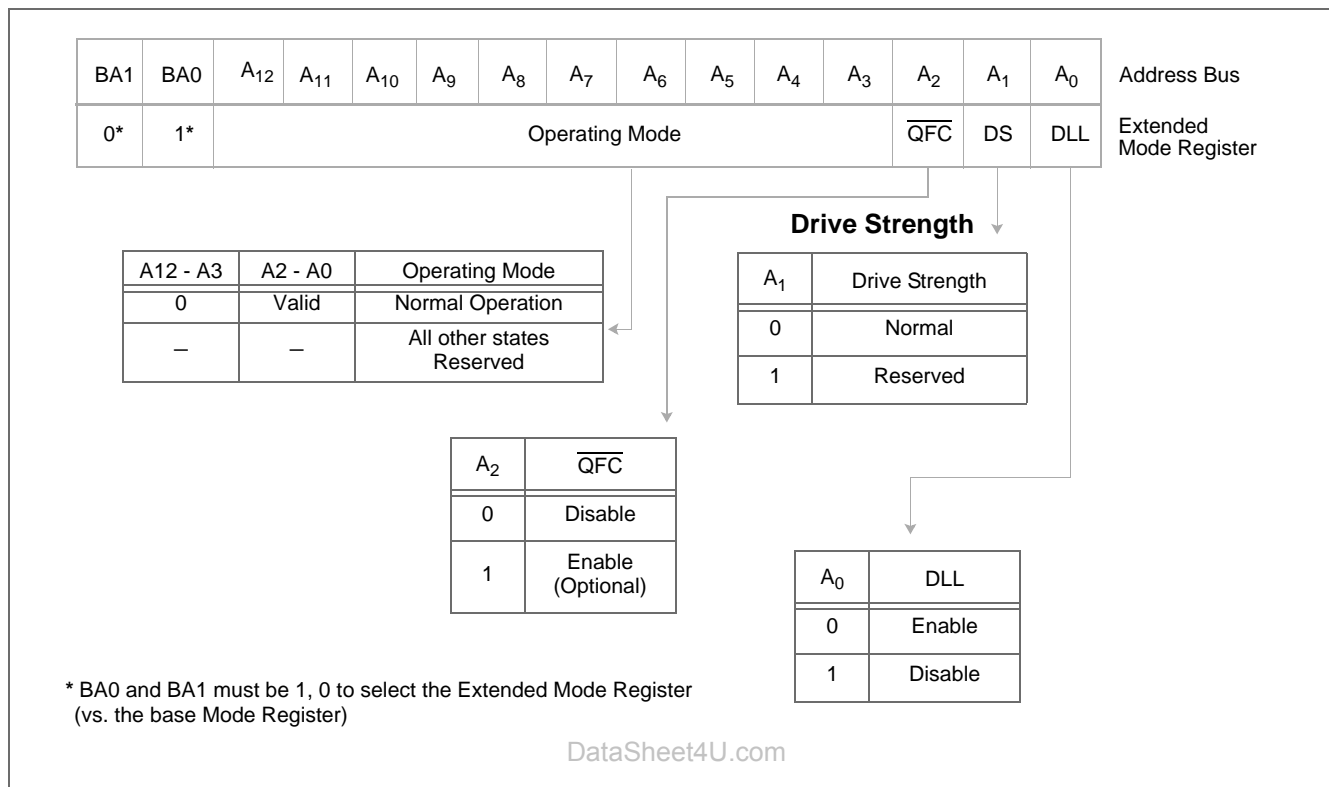 BA1 BA0 A12 A11 A10 A9 A8 A7 A6 A5 A4 A3 A2 A1 A0 Address Bus
0* 1* Operating Mode QFC DS DLL Extended
Mode Register
Drive Strength
A12 - A3 A2 - A0 Operating Mode
0 Valid Normal Operation
– – All other states
Reserved
A1 Drive Strength
0 Normal
1 Reserved
A2 QFC
0 Disable
1 Enable
(Optional)
A0 DLL
0 Enable
1 Disable
* BA0 and BA1 must be 1, 0 to select the Extended Mode Register
(vs. the base Mode Register)
DataSheet4U.com